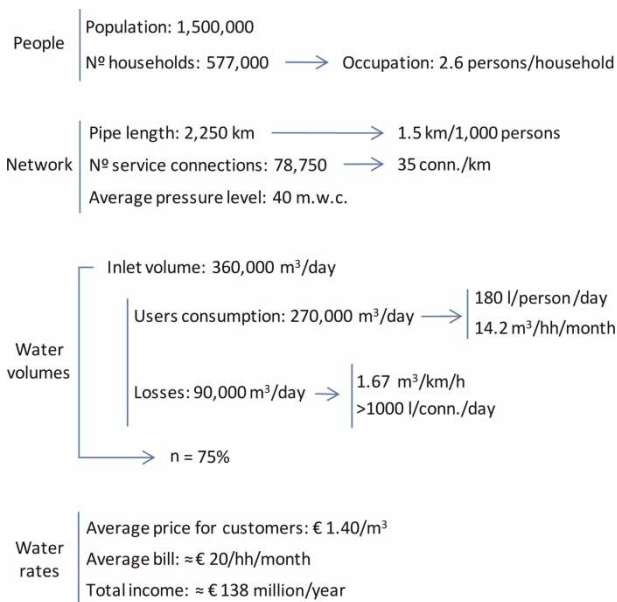 People
Population: 1,500,000
Nº households: 577,000
Occupation: 2.6 persons/household
Network
Pipe length: 2,250 km
1.5 km/1,000 persons
Nº service connections: 78,750
35 conn./km
Average pressure level: 40 m.w.c.
Water
volumes
Inlet volume: 360,000 m³/day
Users consumption: 270,000 m³/day
180 l/person/day
14.2 m³/hh/month
Losses: 90,000 m³/day
1.67 m³/km/h
>1000 l/conn./day
n = 75%
Water
rates
Average price for customers: € 1.40/m³
Average bill: ≈ € 20/hh/month
Total income: ≈ € 138 million/year